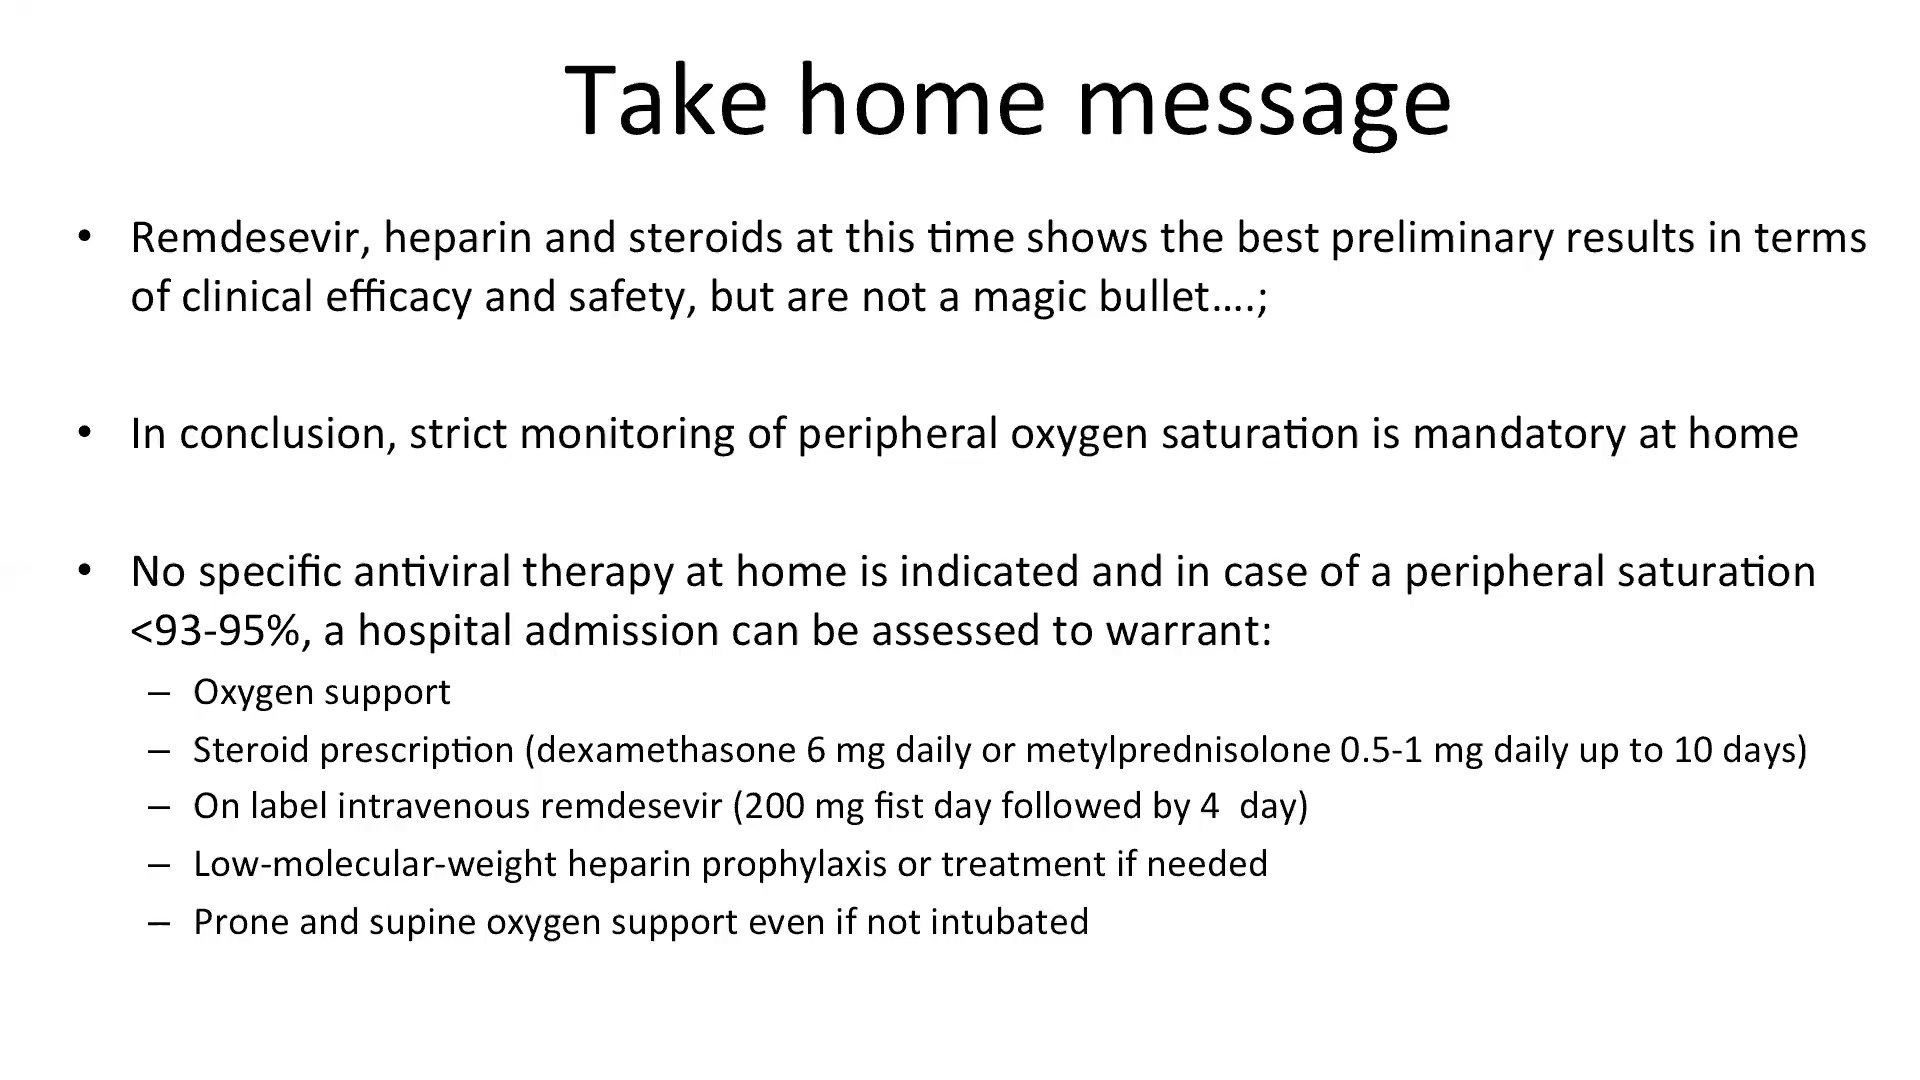 Take home message
• Remdesevir, heparin and steroids at this time shows the best preliminary results in terms
of clinical efficacy and safety, but are not a magic bullet….;
• In conclusion, strict monitoring of peripheral oxygen saturation is mandatory at home
• No specific antiviral therapy at home is indicated and in case of a peripheral saturation
<93-95%, a hospital admission can be assessed to warrant:
– Oxygen support
– Steroid prescription (dexamethasone 6 mg daily or metylprednisolone 0.5-1 mg daily up to 10 days)
– On label intravenous remdesevir (200 mg fist day followed by 4  day)
– Low-molecular-weight heparin prophylaxis or treatment if needed
– Prone and supine oxygen support even if not intubated